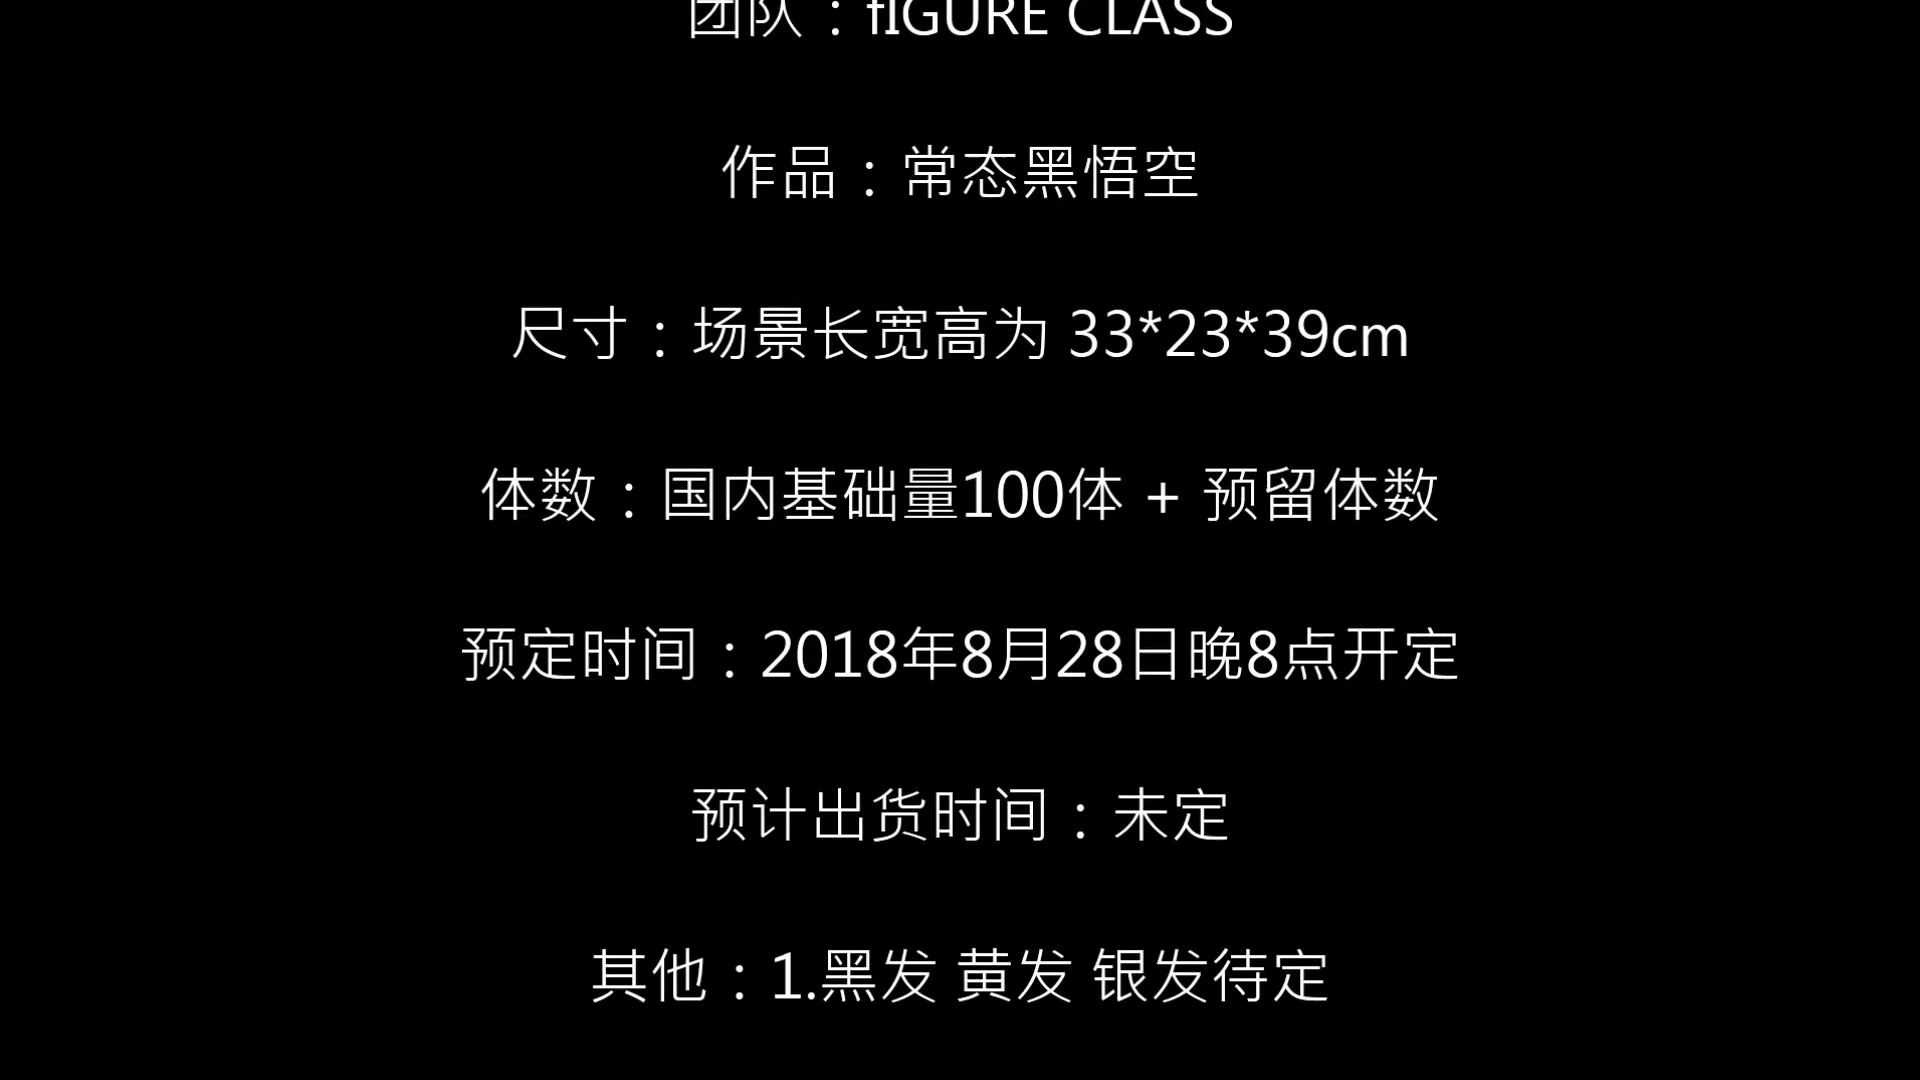 团队：fIGURE CLASS
作品：常态黑悟空
尺寸：场景长宽高为 33*23*39cm
体数：国内基础量100体 + 预留体数
预定时间：2018年8月28日晚8点开定
预计出货时间：未定
其他：1.黑发 黄发 银发待定